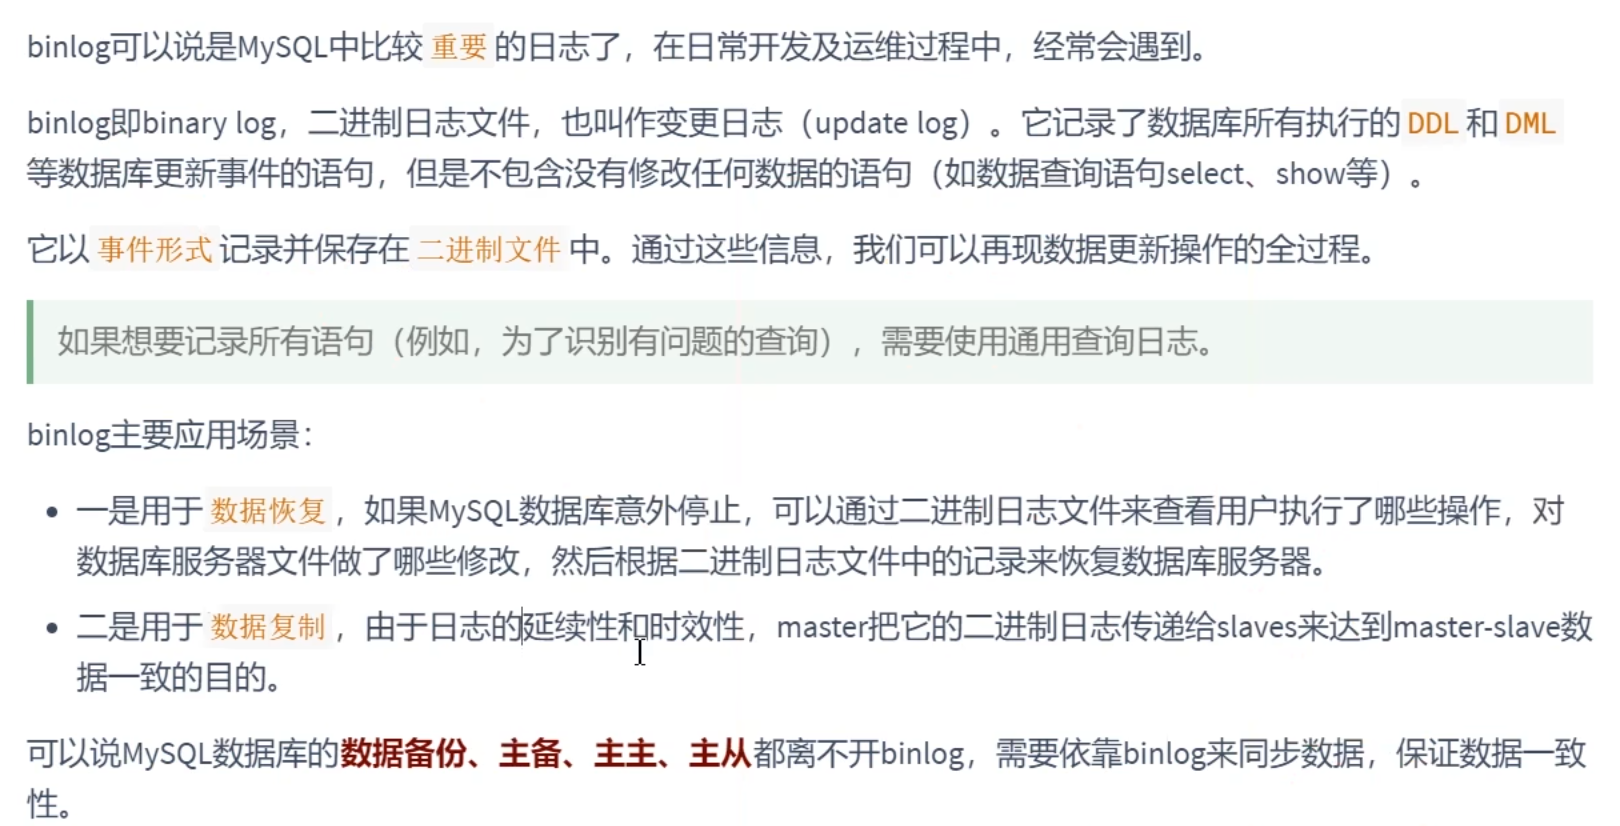 binlog可以说是MySQL中比较 重要 的日志了，在日常开发及运维过程中，经常会遇到。
binlog即binary log，二进制日志文件，也叫作变更日志（update log）。它记录了数据库所有执行的 DDL 和 DML
等数据库更新事件的语句，但是不包含没有修改任何数据的语句（如数据查询语句select、show等）。
它以 事件形式 记录并保存在 二进制文件 中。通过这些信息，我们可以再现数据更新操作的全过程。
如果想要记录所有语句（例如，为了识别有问题的查询），需要使用通用查询日志。
binlog主要应用场景：
• 一是用于 数据恢复 ，如果MySQL数据库意外停止，可以通过二进制日志文件来查看用户执行了哪些操作，对
数据库服务器文件做了哪些修改，然后根据二进制日志文件中的记录来恢复数据库服务器。
• 二是用于 数据复制 ，由于日志的延续性和时效性，master把它的二进制日志传递给slaves来达到master-slave数
据一致的目的。
可以说MySQL数据库的数据备份、主备、主主、主从都离不开binlog，需要依靠binlog来同步数据，保证数据一致
性。